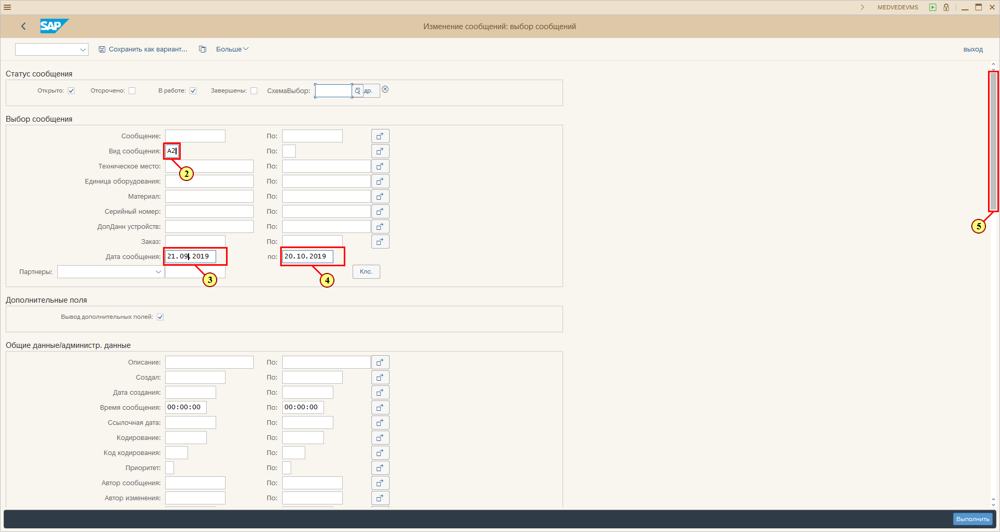 MEDVEDEVMS
SAP
Изменение сообщений: выбор сообщений
Сохранить как вариант...
Больше
выход
Статус сообщения
Открыто:
Отсрочено:
В работе:
Завершены:
СхемаВыбор:
др.
Выбор сообщения
Сообщение:
По:
Вид сообщения:
A2
По:
Техническое место:
По:
2
Единица оборудования:
По:
Материал:
По:
Серийный номер:
По:
ДопДанн устройств:
По:
5
Заказ:
По:
Дата сообщения:
21.09.2019
по:
20.10.2019
Партнеры:
Клс.
3
4
Дополнительные поля
Вывод дополнительных полей:
Общие данные/администр. данные
Описание:
По:
Создал:
По:
Дата создания:
По:
Время сообщения:
00:00:00
По:
00:00:00
Ссылочная дата:
По:
Кодирование:
По:
Код кодирования:
По:
Приоритет:
По:
Автор сообщения:
По:
Автор изменения:
По:
Выполнить